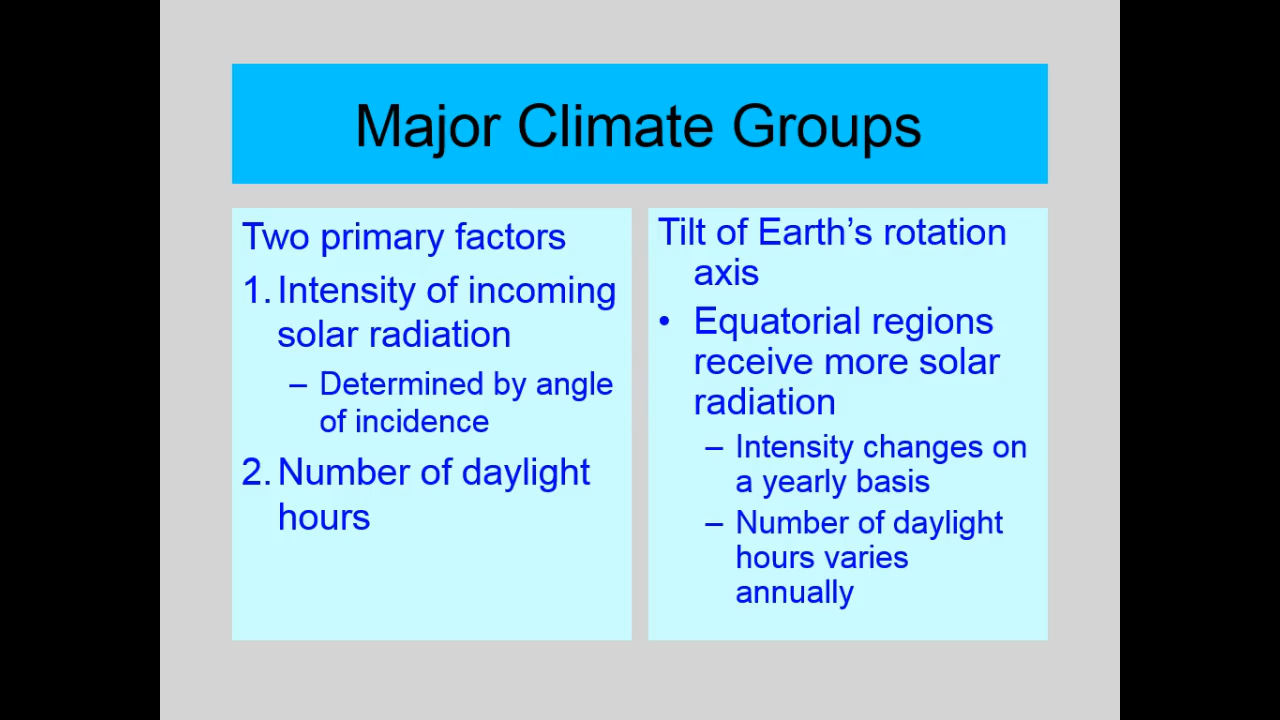 Major Climate Groups
Two primary factors
1. Intensity of incoming
solar radiation
– Determined by angle
of incidence
2. Number of daylight
hours
Tilt of Earth’s rotation
axis
• Equatorial regions
receive more solar
radiation
– Intensity changes on
a yearly basis
– Number of daylight
hours varies
annually